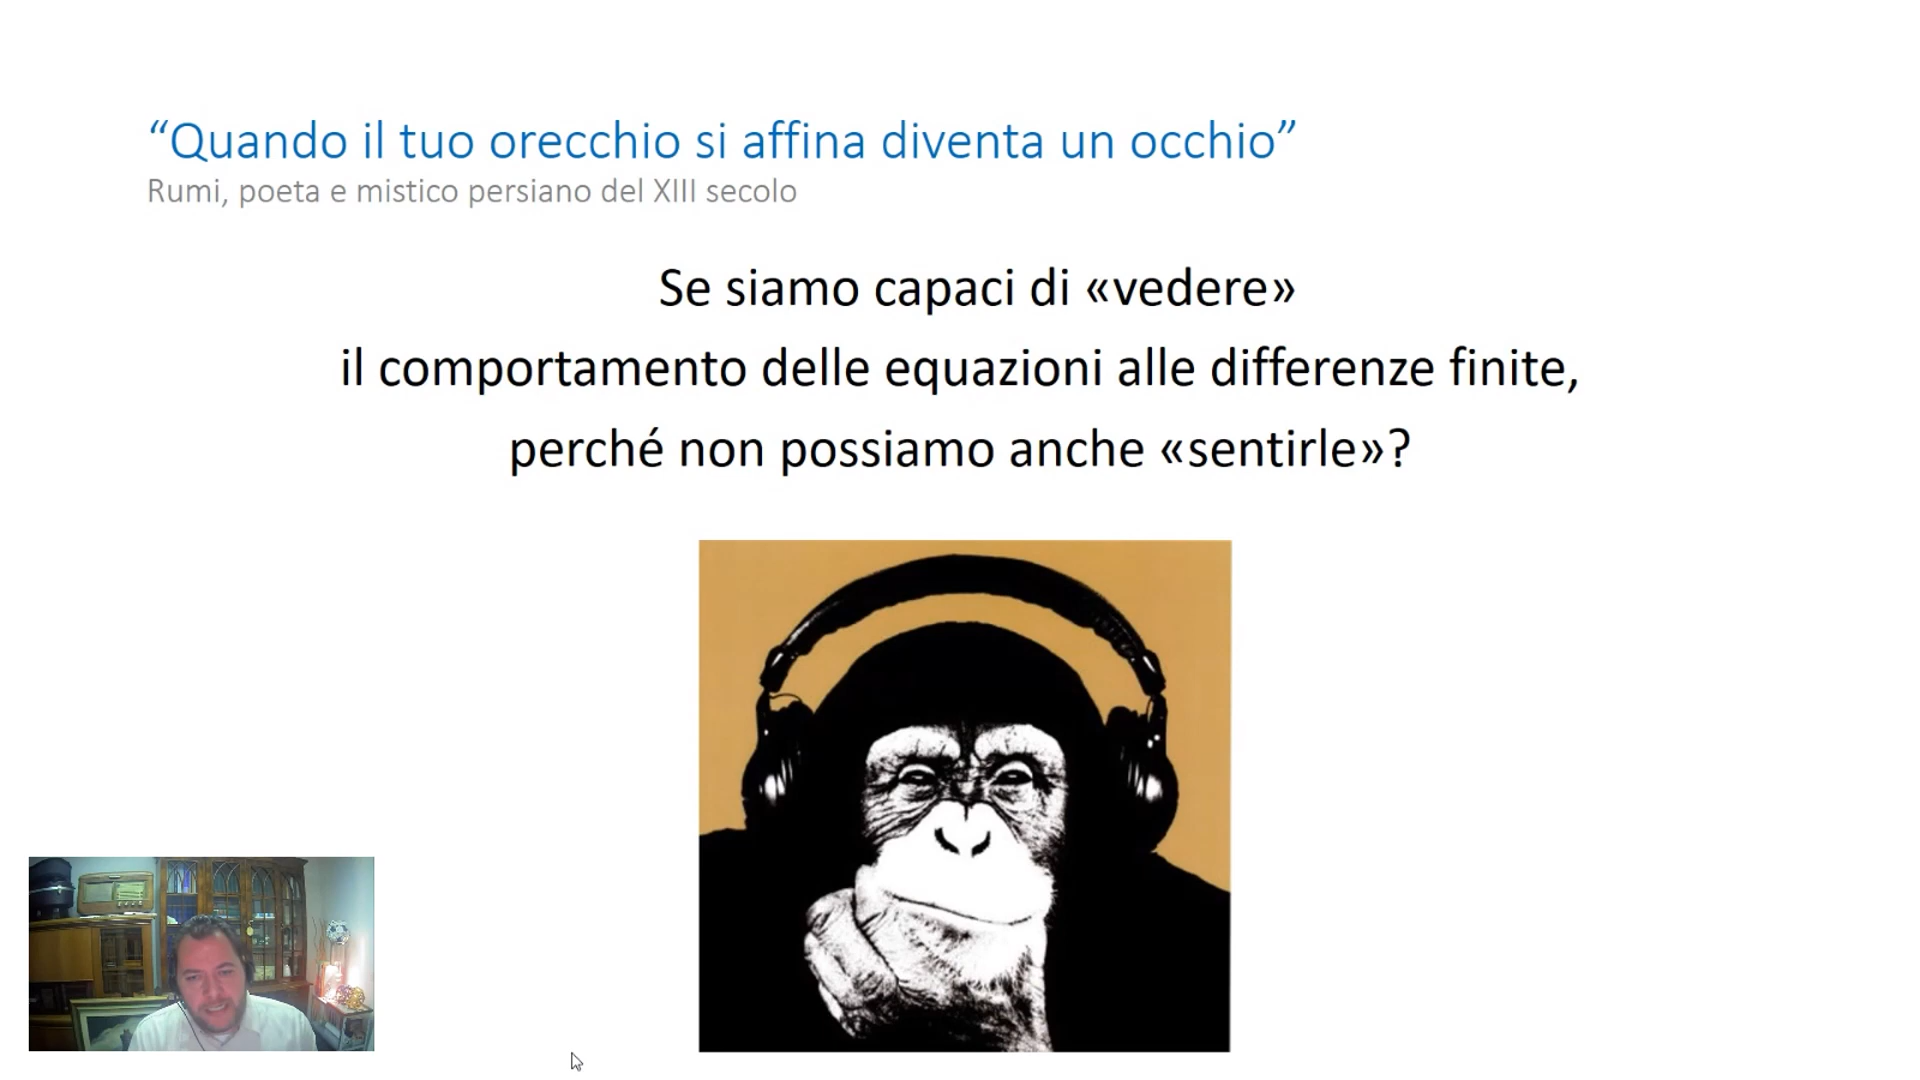 “Quando il tuo orecchio si affina diventa un occhio”
Rumi, poeta e mistico persiano del XIII secolo
Se siamo capaci di «vedere»
il comportamento delle equazioni alle differenze finite,
perché non possiamo anche «sentirle»?